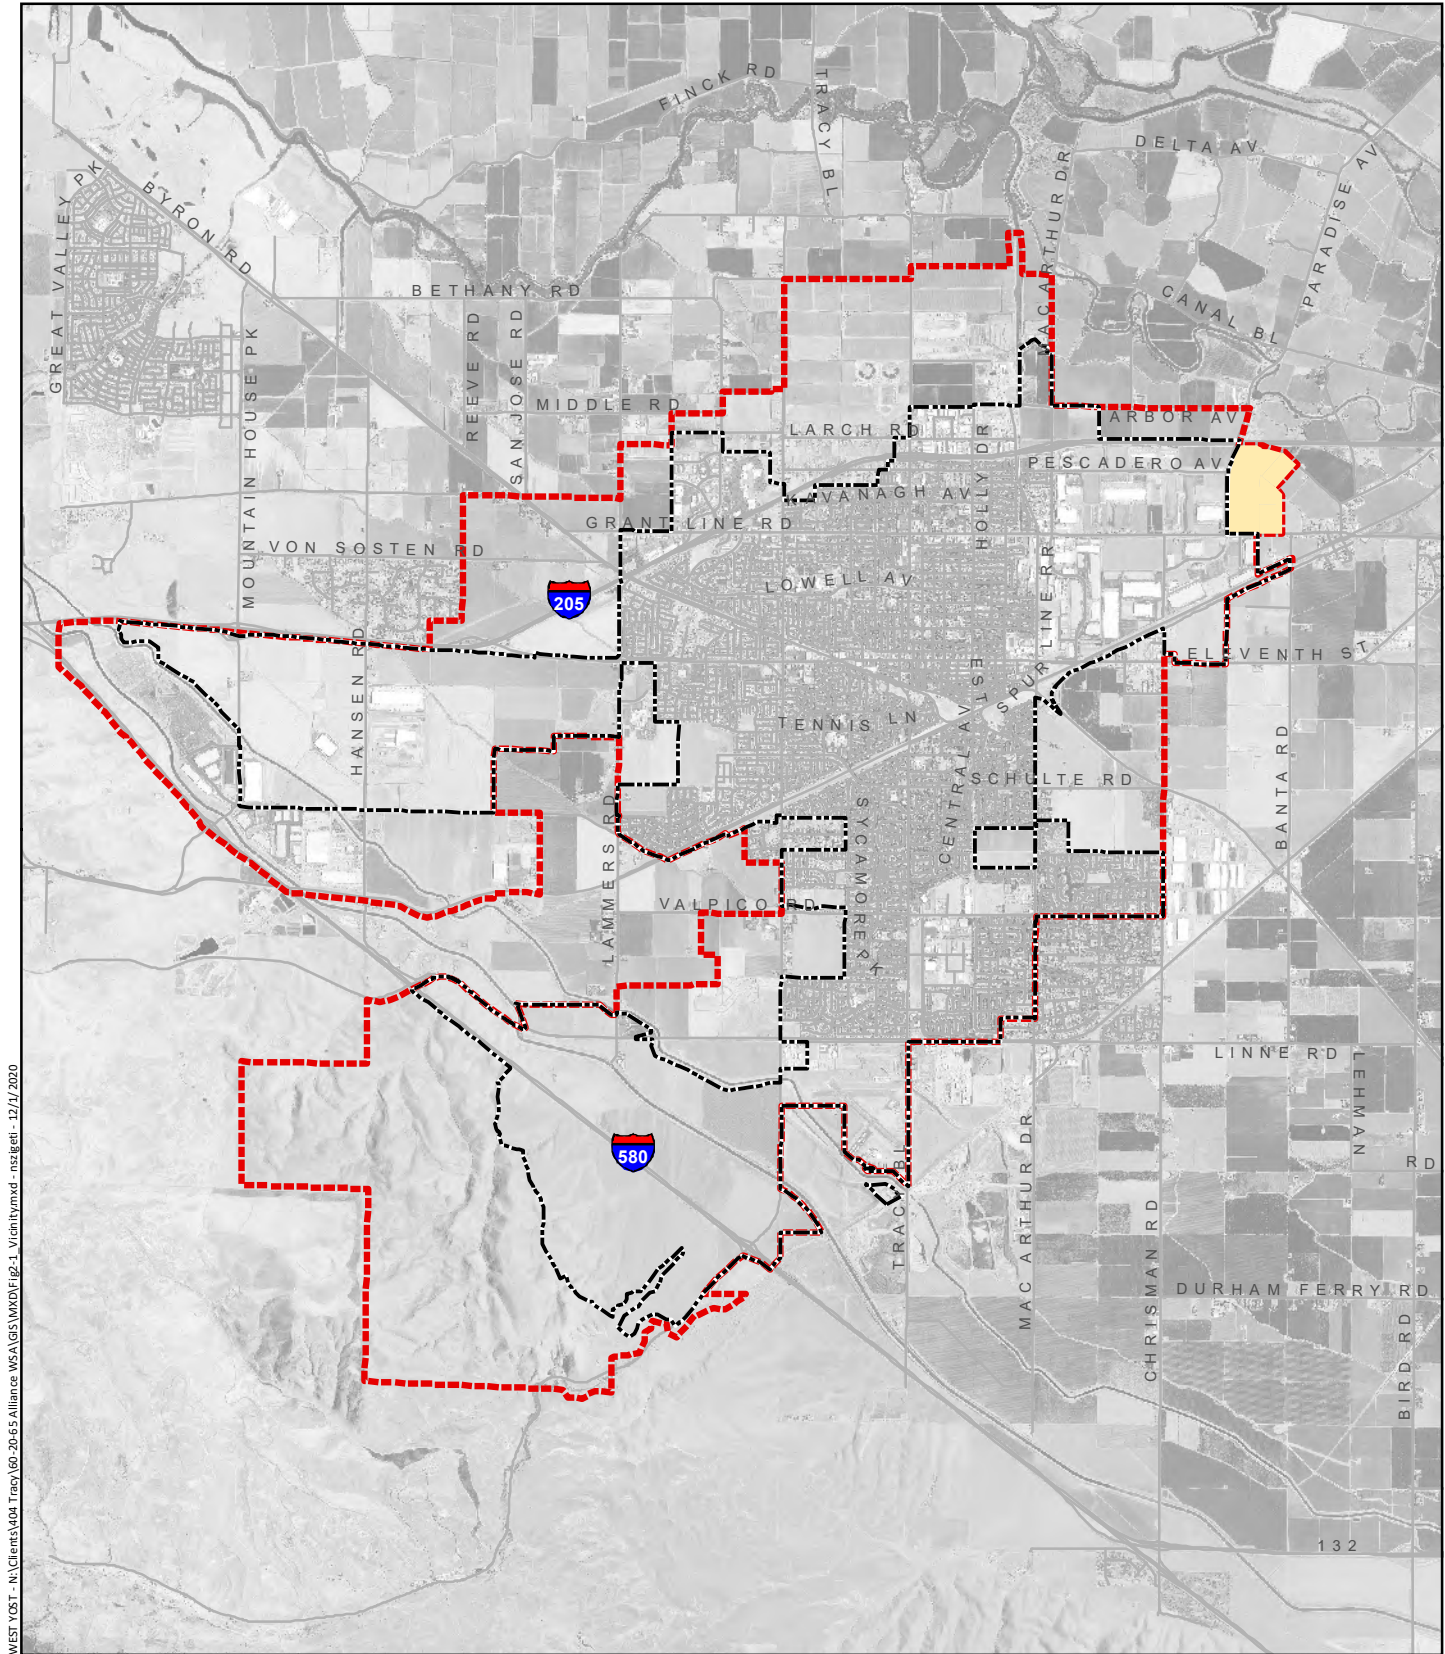 FINCK RD
TRACY BL
DELTA AV
PARADISE AV
MAC ARTHUR DR
GREAT VALLEY PK
BYRON RD
BETHANY RD
CANAL BL
REEVE RD
SAN JOSE RD
MOUNTAIN HOUSE PK
MIDDLE RD
LARCH RD
ARBOR AV
HOLLY DR
PESCADERO AV
KAVANAGH AV
GRANT LINE RD
VON SOSTEN RD
LOWELL AV
205
SPUR LINE RR
HANSEN RD
ELEVENTH ST
TENNIS LN
CENTRAL AV
EL ST
SCHULTE RD
BANTA RD
LAMMERS RD
SYCAMORE PK
VALPICO RD
LINNE RD
LEHMAN RD
580
TRACY BL
MAC ARTHUR DR
CHRISMAN RD
DURHAM FERRY RD
BIRD RD
132
WEST YOST - N:\Clients\404 Tracy\60-20-65 Alliance WSA\GIS\MXD\Fig2-1_Vicinity.mxd - nszigeti - 12/1/2020